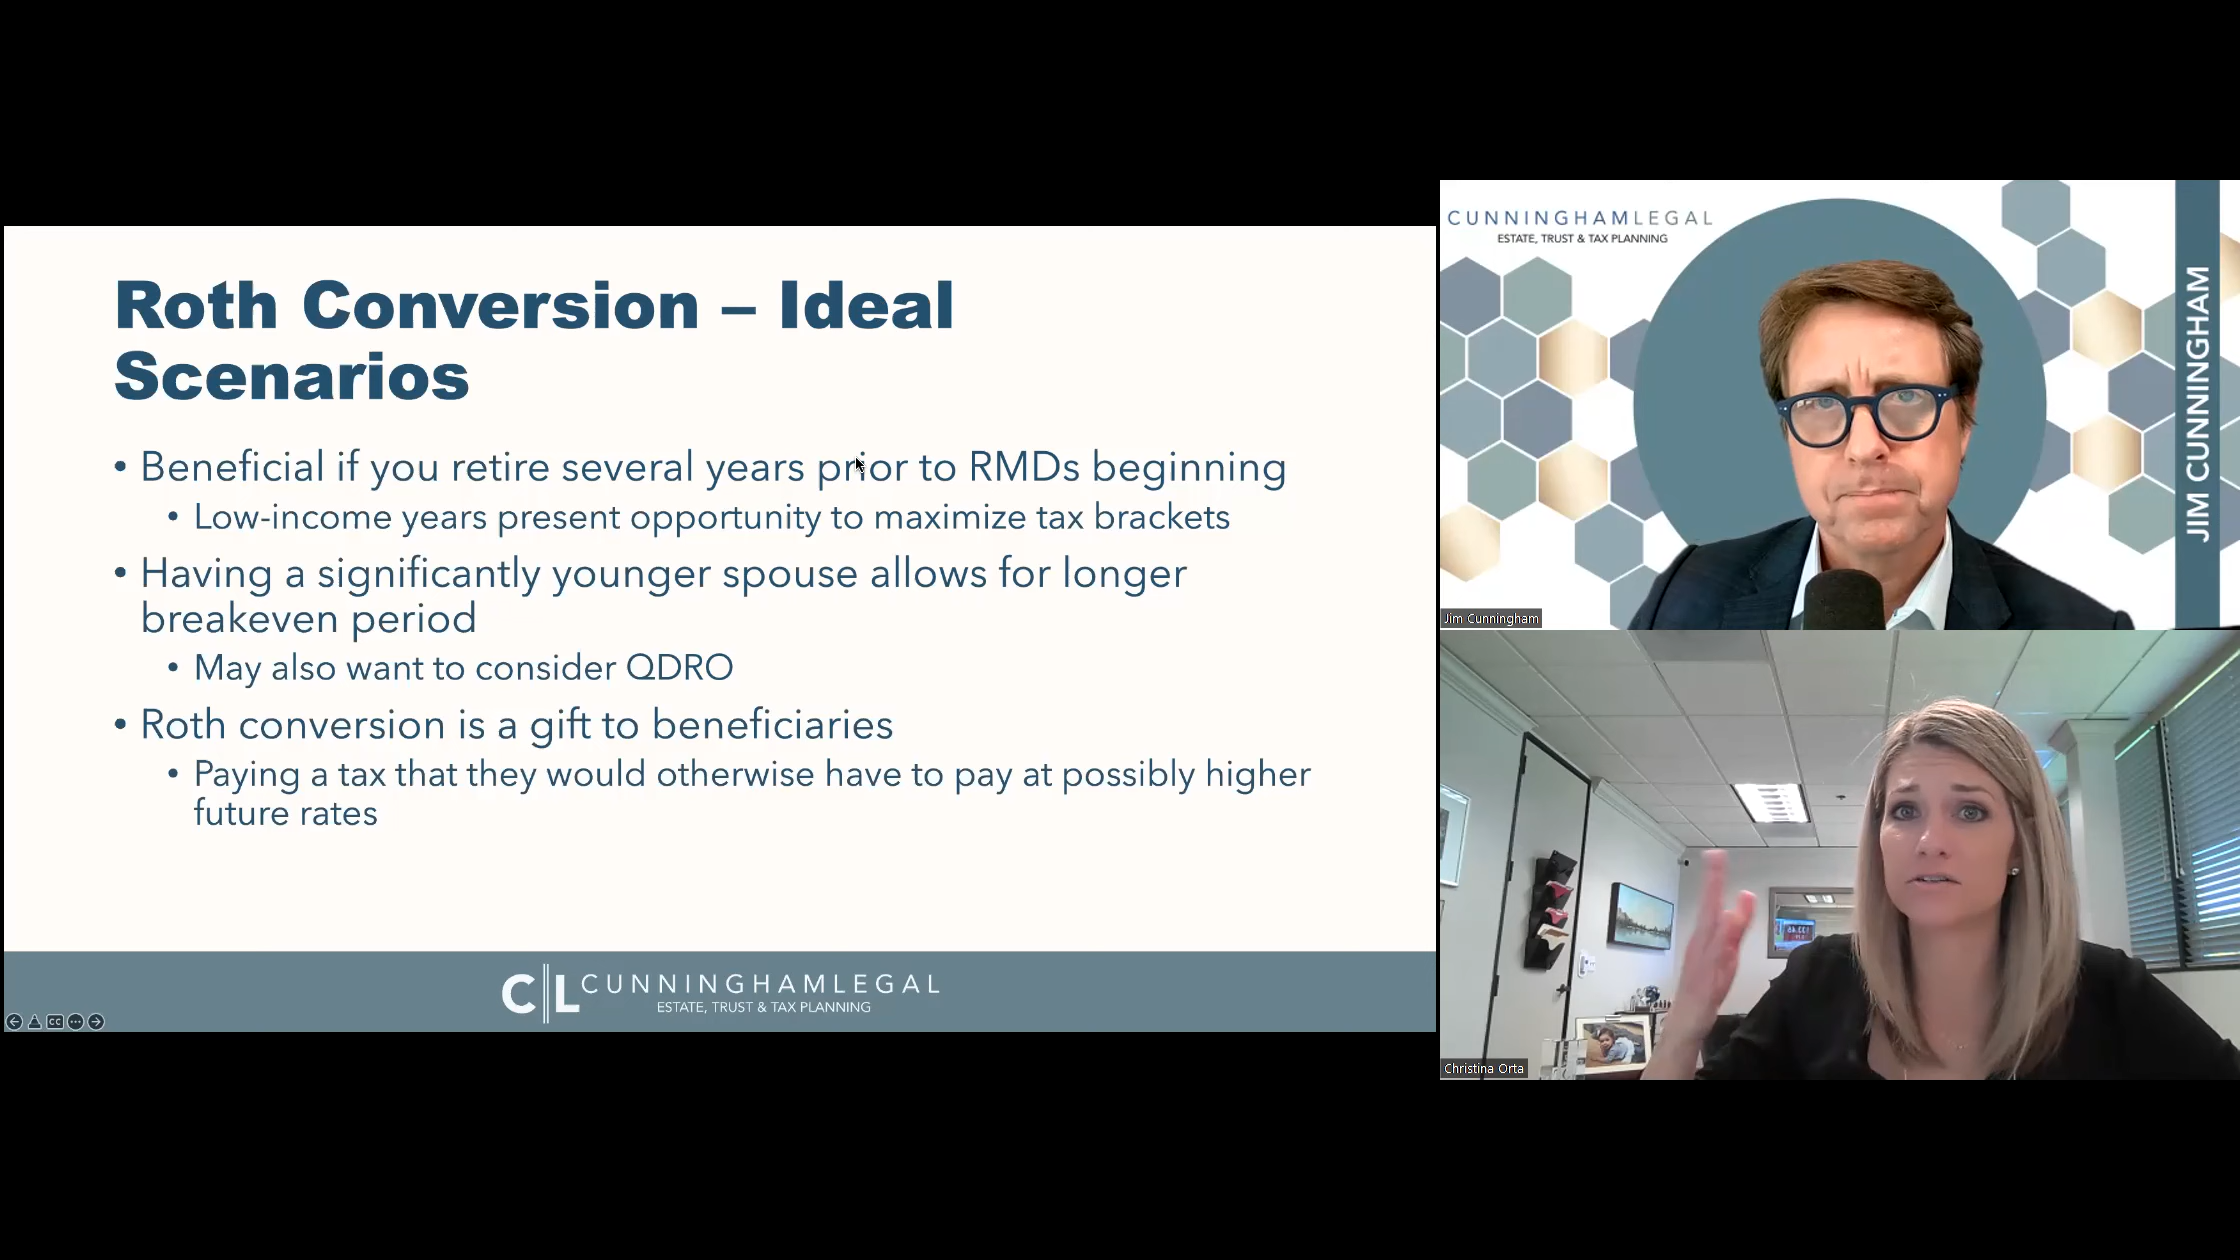 Roth Conversion – Ideal
Scenarios
• Beneficial if you retire several years prior to RMDs beginning
• Low-income years present opportunity to maximize tax brackets
• Having a significantly younger spouse allows for longer
breakeven period
• May also want to consider QDRO
• Roth conversion is a gift to beneficiaries
• Paying a tax that they would otherwise have to pay at possibly higher
future rates
CL CUNNINGHAMLEGAL
ESTATE, TRUST & TAX PLANNING
CC
CUNNINGHAMLEGAL
ESTATE, TRUST & TAX PLANNING
JIM CUNNINGHAM
Jim Cunningham
Christina Orta